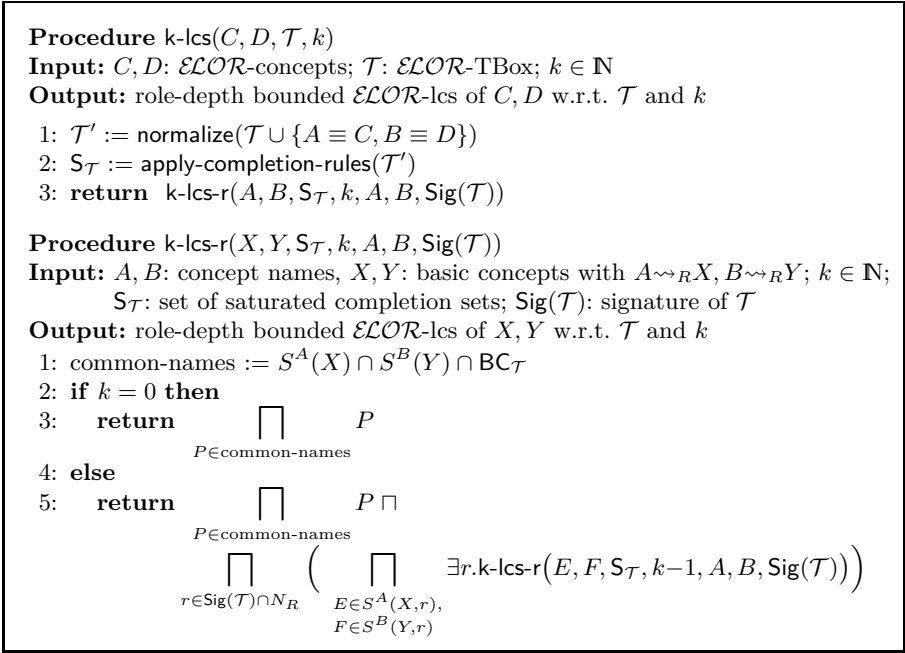 Procedure k-lcs(C, D, 𝒯, k)
Input: C, D: ℰℒ𝒪ℛ-concepts; 𝒯: ℰℒ𝒪ℛ-TBox; k ∈ ℕ
Output: role-depth bounded ℰℒ𝒪ℛ-lcs of C, D w.r.t. 𝒯 and k
1: 𝒯′ := normalize(𝒯 ∪ {A ≡ C, B ≡ D})
2: S_𝒯 := apply-completion-rules(𝒯′)
3: return k-lcs-r(A, B, S_𝒯, k, A, B, Sig(𝒯))
Procedure k-lcs-r(X, Y, S_𝒯, k, A, B, Sig(𝒯))
Input: A, B: concept names, X, Y: basic concepts with A⇝_R X, B⇝_R Y; k ∈ ℕ;
S_𝒯: set of saturated completion sets; Sig(𝒯): signature of 𝒯
Output: role-depth bounded ℰℒ𝒪ℛ-lcs of X, Y w.r.t. 𝒯 and k
1: common-names := S^A(X) ∩ S^B(Y) ∩ BC_𝒯
2: if k = 0 then
3: return ⨅ P
P∈common-names
4: else
5: return ⨅ P ⊓
P∈common-names
⨅ ( ⨅ ∃r.k-lcs-r(E, F, S_𝒯, k−1, A, B, Sig(𝒯)))
r∈Sig(𝒯)∩N_R E∈S^A(X,r),
F∈S^B(Y,r)